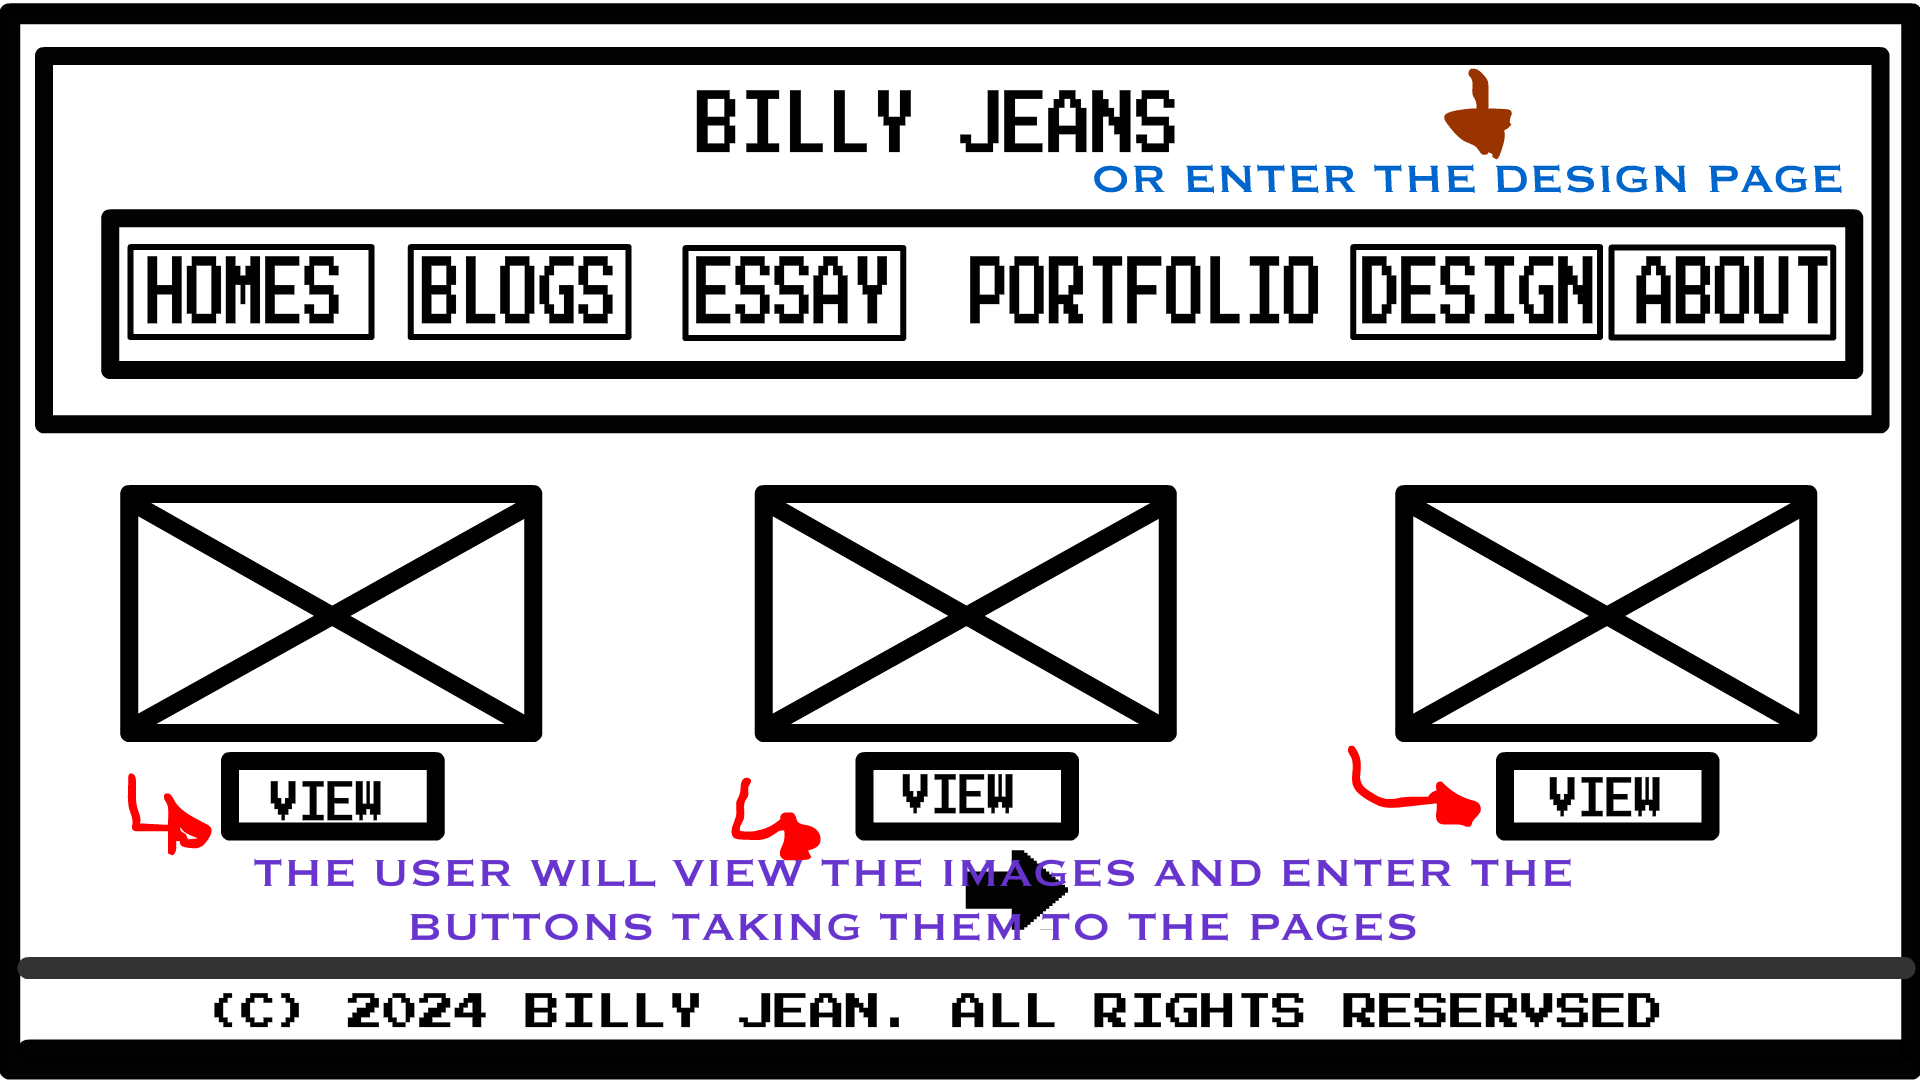 BILLY JEANS
OR ENTER THE DESIGN PAGE
HOMES BLOGS ESSAY PORTFOLIO DESIGN ABOUT
VIEW VIEW VIEW
THE USER WILL VIEW THE IMAGES AND ENTER THE
BUTTONS TAKING THEM TO THE PAGES
(C) 2024 BILLY JEAN. ALL RIGHTS RESERVSED